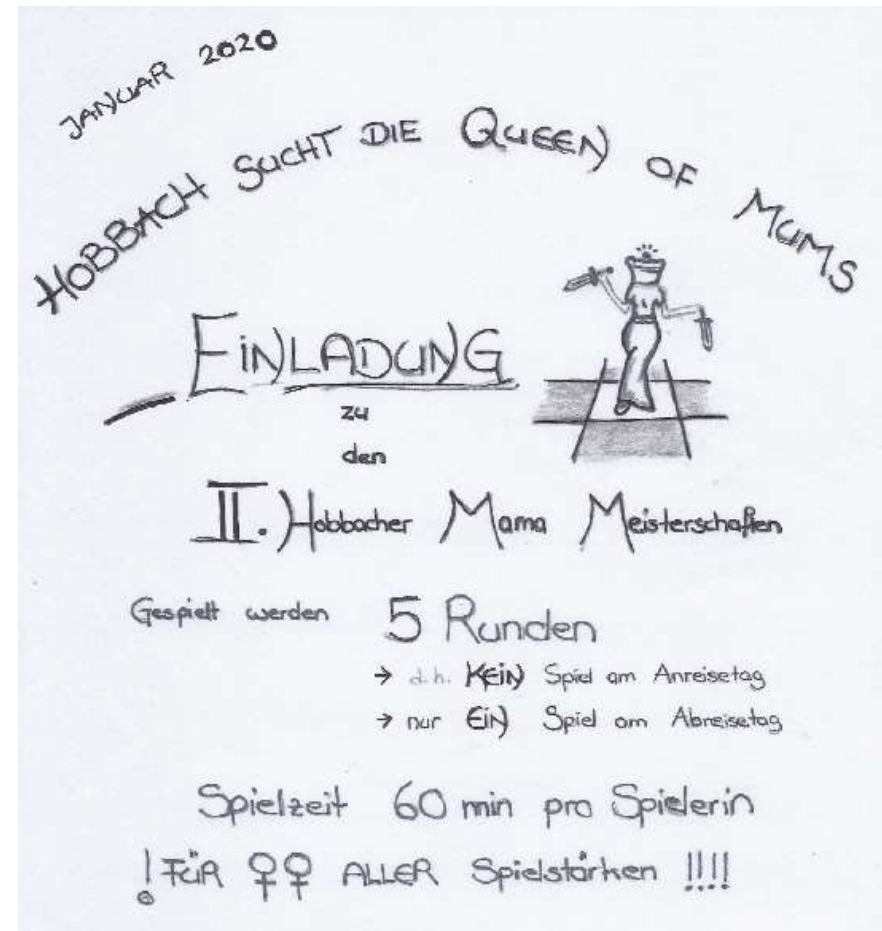 JANUAR 2020
HOBBACH SUCHT DIE QUEEN OF MUMS
EINLADUNG
zu
den
II. Hobbacher Mama Meisterschaften
Gespielt werden 5 Runden
→ d.h. KEIN Spiel am Anreisetag
→ nur EIN Spiel am Abreisetag
Spielzeit 60 min pro Spielerin
! FÜR ♀♀ ALLER Spielstärken !!!!